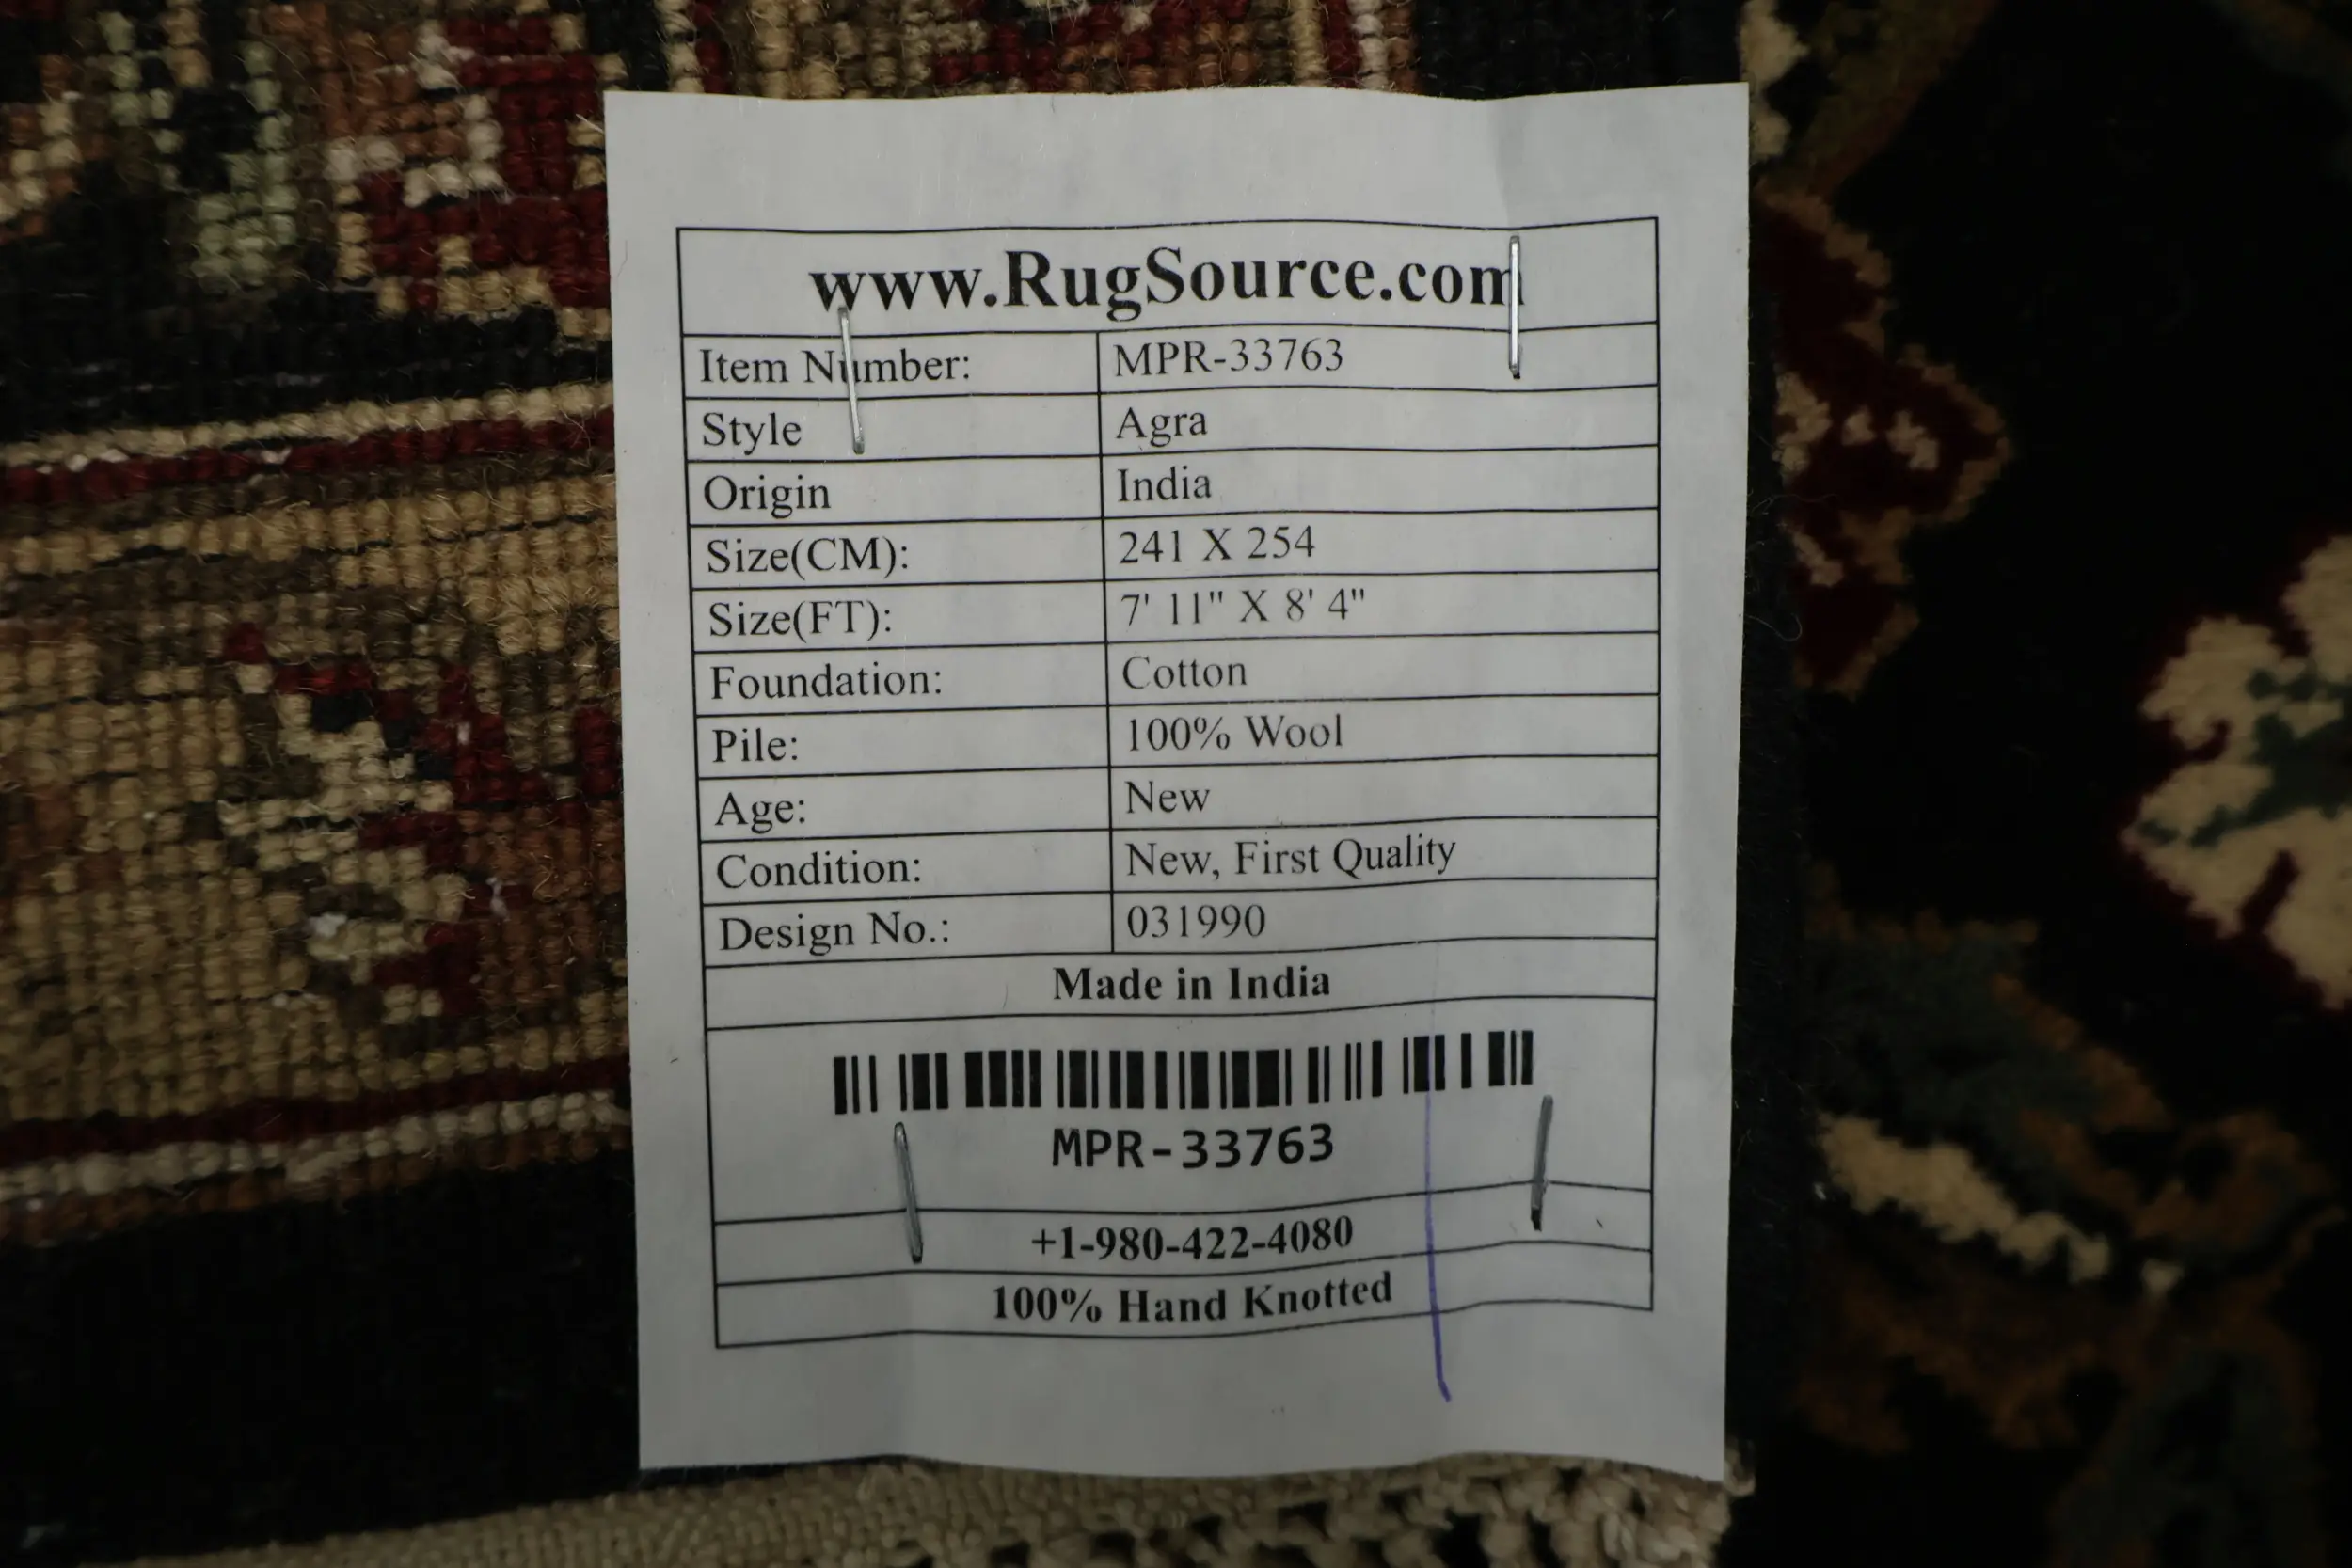 www.RugSource.com
Item Number: MPR-33763
Style Agra
Origin India
Size(CM): 241 X 254
Size(FT): 7' 11" X 8' 4"
Foundation: Cotton
Pile: 100% Wool
Age: New
Condition: New, First Quality
Design No.: 031990
Made in India
MPR-33763
+1-980-422-4080
100% Hand Knotted